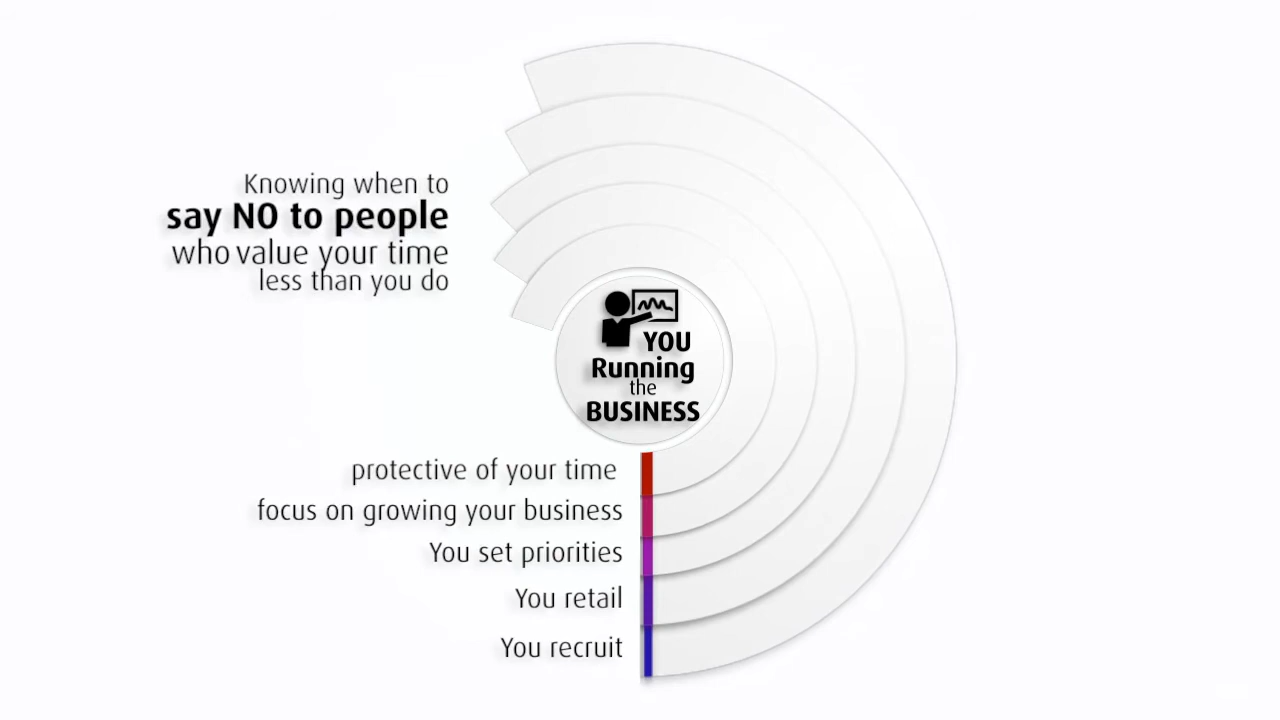 Knowing when to
say NO to people
who value your time
less than you do
YOU
Running
the
BUSINESS
protective of your time
focus on growing your business
You set priorities
You retail
You recruit